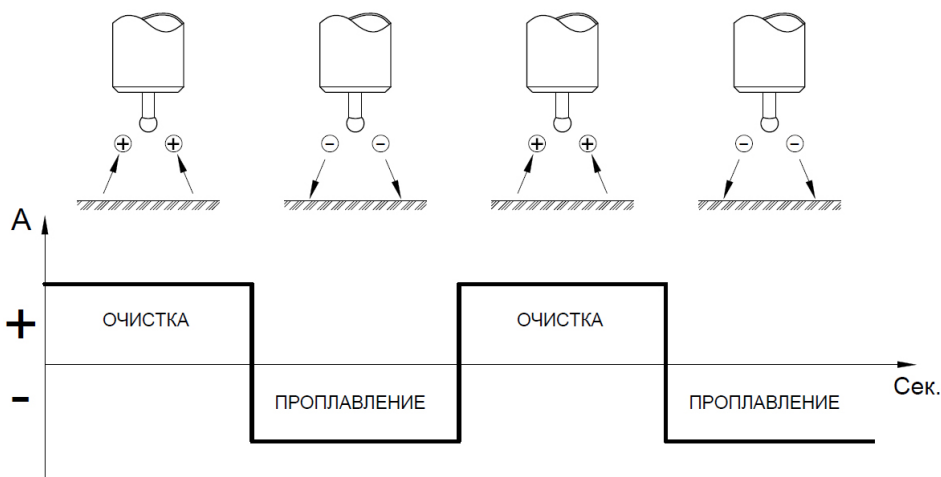 + + - - + + - -
А
+
ОЧИСТКА ОЧИСТКА
-
ПРОПЛАВЛЕНИЕ ПРОПЛАВЛЕНИЕ
Сек.